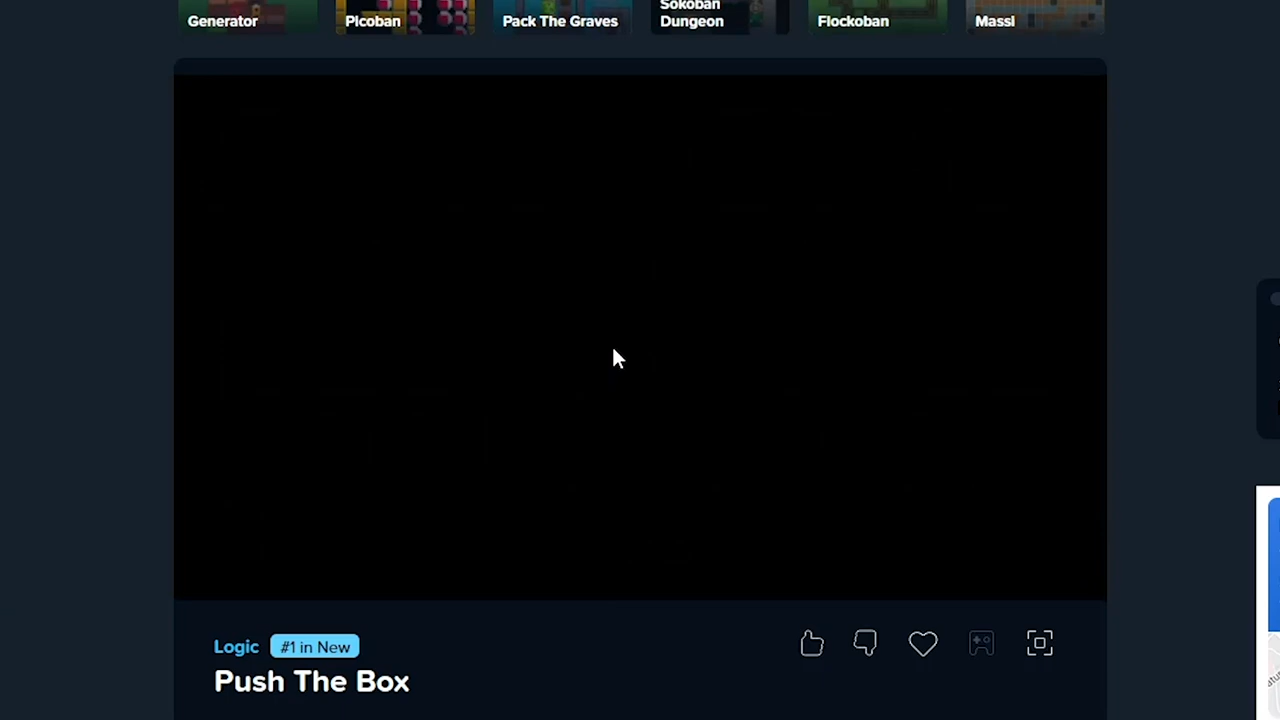 Generator
Picoban
Pack The Graves
Sokoban
Dungeon
Flockoban
Massi
Logic
#1 in New
Push The Box